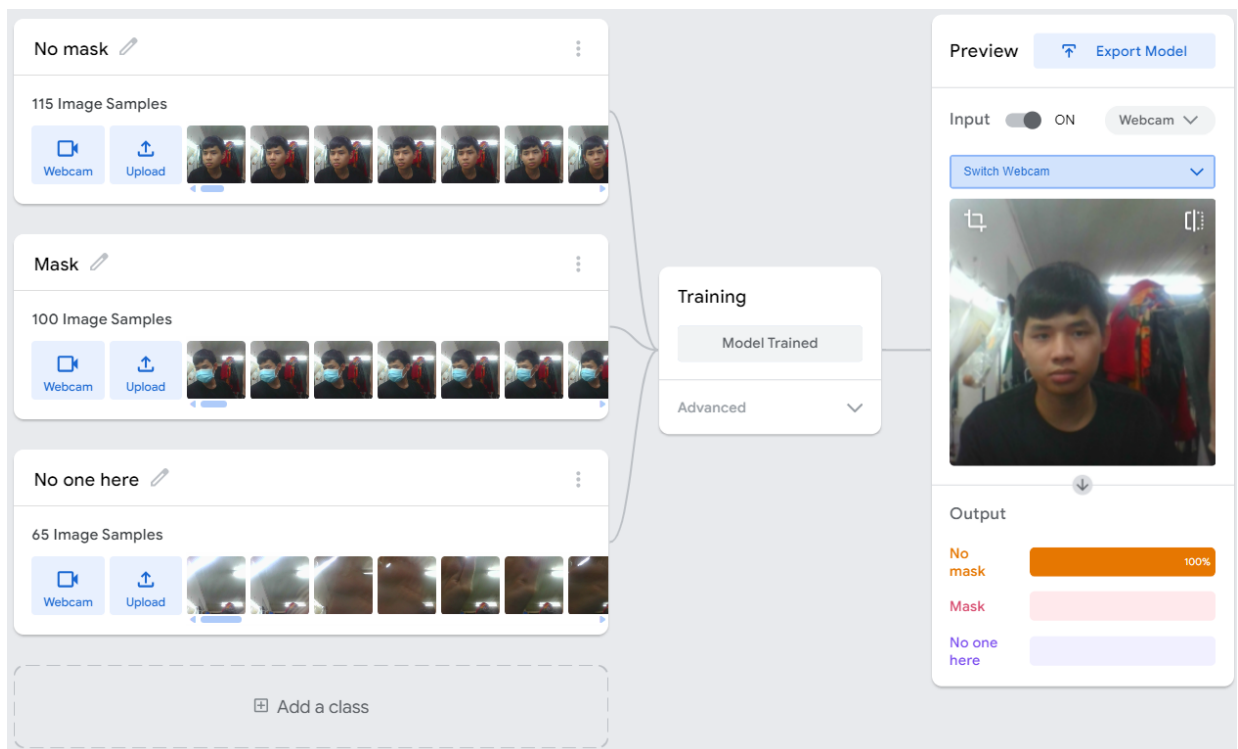 No mask
115 Image Samples
Webcam
Upload
Mask
100 Image Samples
Webcam
Upload
No one here
65 Image Samples
Webcam
Upload
Add a class
Training
Model Trained
Advanced
Preview
Export Model
Input
ON
Webcam
Switch Webcam
Output
No
mask
100%
Mask
No one
here